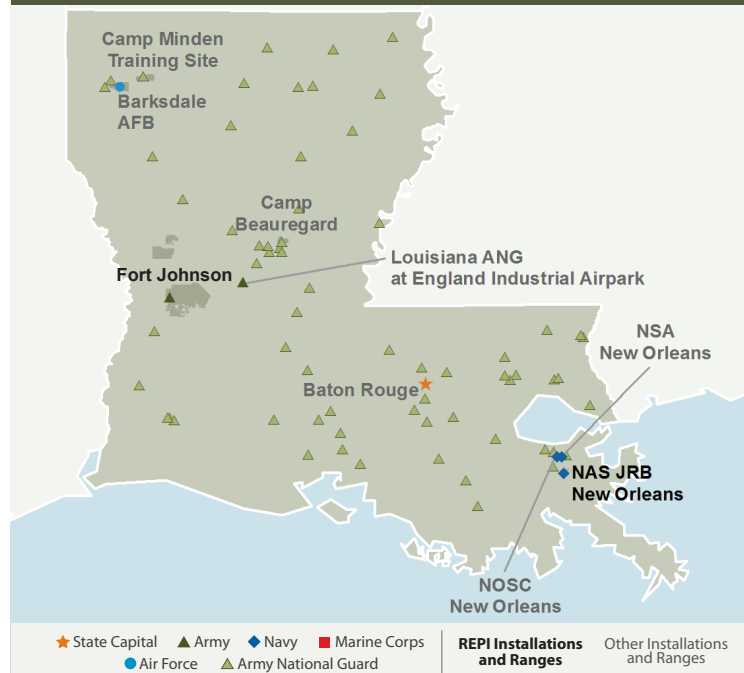 Camp Minden
Training Site
Barksdale
AFB
Camp
Beauregard
Fort Johnson
Louisiana ANG
at England Industrial Airpark
NSA
New Orleans
Baton Rouge
NAS JRB
New Orleans
NOSC
New Orleans
State Capital Army Navy Marine Corps
Air Force Army National Guard
REPI Installations
and Ranges
Other Installations
and Ranges